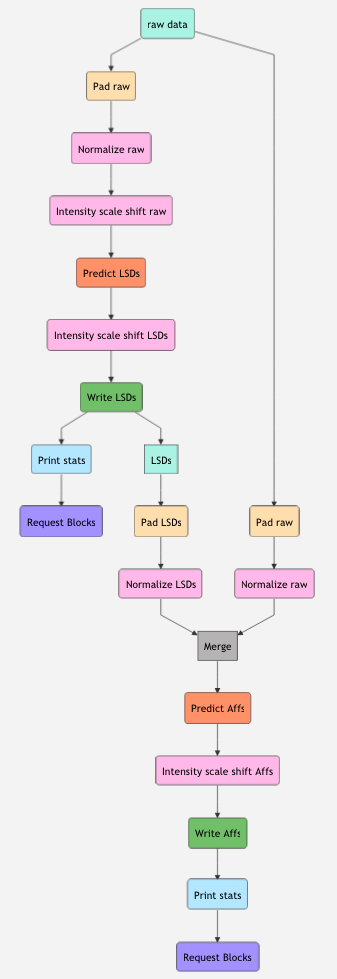 raw data
Pad raw
Normalize raw
Intensity scale shift raw
Predict LSDs
Intensity scale shift LSDs
Write LSDs
Print stats
LSDs
Request Blocks
Pad LSDs
Pad raw
Normalize LSDs
Normalize raw
Merge
Predict Affs
Intensity scale shift Affs
Write Affs
Print stats
Request Blocks